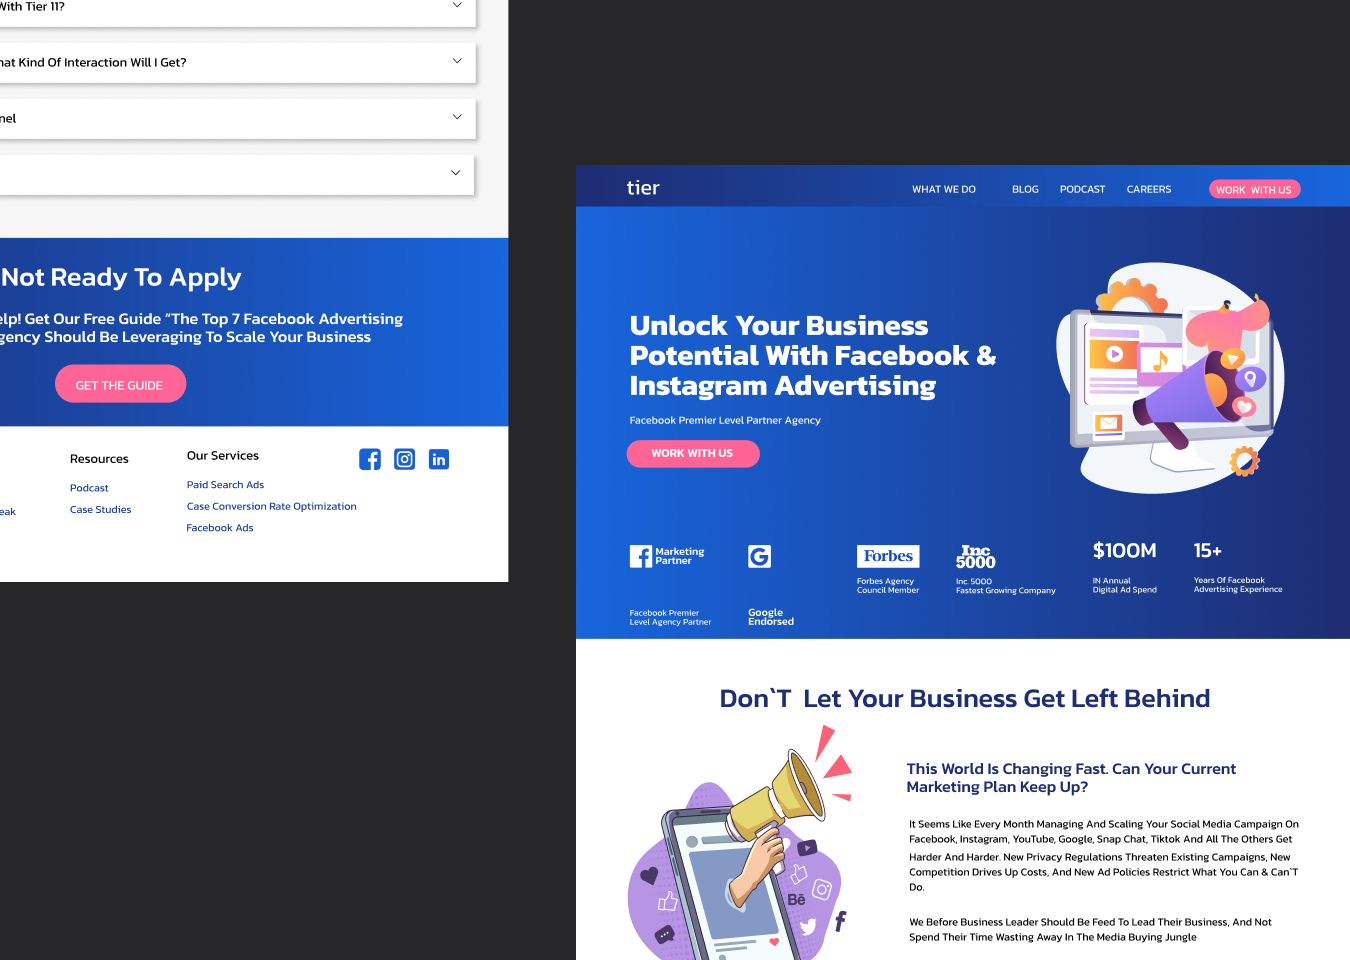 With Tier 11?
hat Kind Of Interaction Will I Get?
nel
Not Ready To Apply
elp! Get Our Free Guide "The Top 7 Facebook Advertising
gency Should Be Leveraging To Scale Your Business
GET THE GUIDE
Resources
Podcast
Case Studies
eak
Our Services
Paid Search Ads
Case Conversion Rate Optimization
Facebook Ads
in
tier
WHAT WE DO
BLOG
PODCAST
CAREERS
WORK WITH US
Unlock Your Business
Potential With Facebook &
Instagram Advertising
Facebook Premier Level Partner Agency
WORK WITH US
Marketing
Partner
Facebook Premier
Level Agency Partner
G
Google
Endorsed
Forbes
Forbes Agency
Council Member
Inc
5000
Inc. 5000
Fastest Growing Company
$100M
IN Annual
Digital Ad Spend
15+
Years Of Facebook
Advertising Experience
Don`T Let Your Business Get Left Behind
This World Is Changing Fast. Can Your Current
Marketing Plan Keep Up?
It Seems Like Every Month Managing And Scaling Your Social Media Campaign On
Facebook, Instagram, YouTube, Google, Snap Chat, Tiktok And All The Others Get
Harder And Harder. New Privacy Regulations Threaten Existing Campaigns, New
Competition Drives Up Costs, And New Ad Policies Restrict What You Can & Can`T
Do.
We Before Business Leader Should Be Feed To Lead Their Business, And Not
Spend Their Time Wasting Away In The Media Buying Jungle
Bē